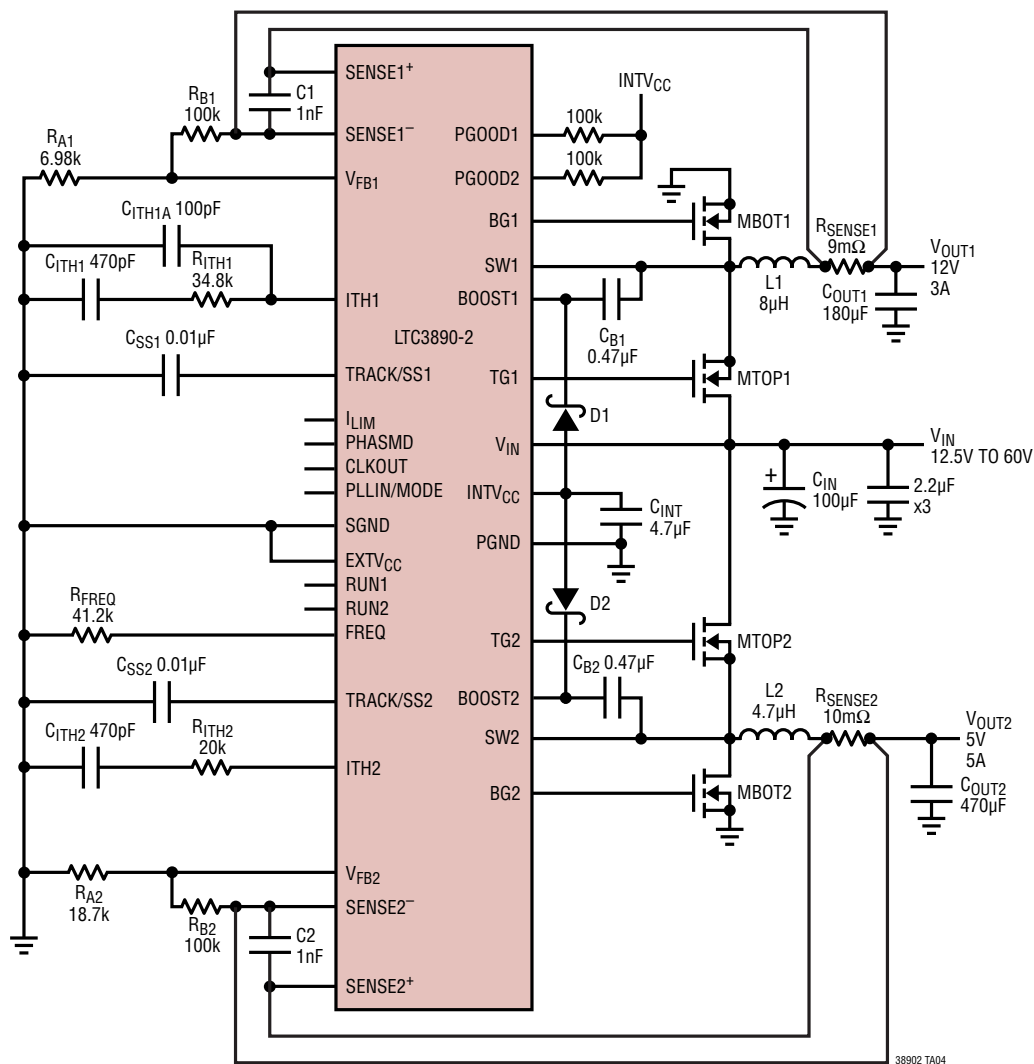 SENSE1+
C1
1nF
RB1
100k
SENSE1−
RA1
6.98k
VFB1
CITH1A 100pF
CITH1 470pF
RITH1
34.8k
ITH1
CSS1 0.01µF
TRACK/SS1
ILIM
PHASMD
CLKOUT
PLLIN/MODE
SGND
EXTVCC
RUN1
RUN2
RFREQ
41.2k
FREQ
CSS2 0.01µF
TRACK/SS2
CITH2 470pF
RITH2
20k
ITH2
RA2
18.7k
VFB2
RB2
100k
SENSE2−
C2
1nF
SENSE2+
LTC3890-2
INTVCC
PGOOD1
100k
PGOOD2
100k
BG1
MBOT1
SW1
L1
8µH
RSENSE1
9mΩ
VOUT1
12V
3A
COUT1
180µF
BOOST1
CB1
0.47µF
TG1
MTOP1
D1
VIN
VIN
12.5V TO 60V
CIN
100µF
+
2.2µF
x3
INTVCC
CINT
4.7µF
PGND
D2
TG2
MTOP2
CB2 0.47µF
BOOST2
L2
4.7µH
RSENSE2
10mΩ
VOUT2
5V
5A
COUT2
470µF
SW2
BG2
MBOT2
38902 TA04